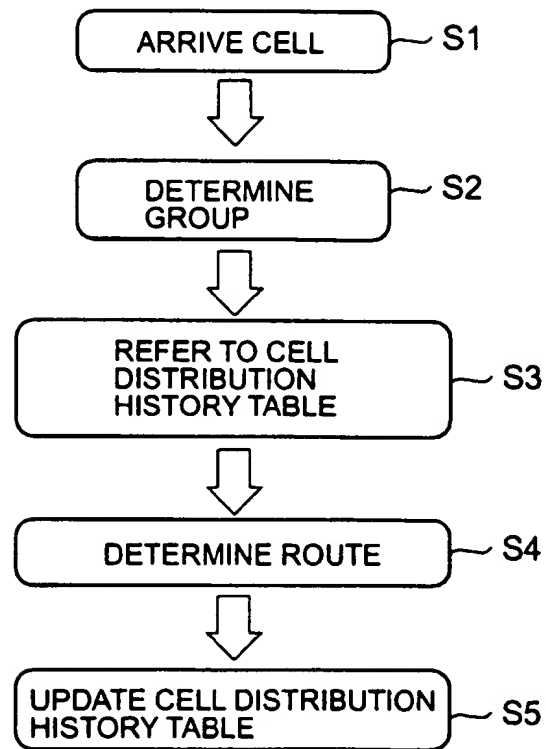 ARRIVE CELL
S1
DETERMINE
GROUP
S2
REFER TO CELL
DISTRIBUTION
HISTORY TABLE
S3
DETERMINE ROUTE
S4
UPDATE CELL DISTRIBUTION
HISTORY TABLE
S5